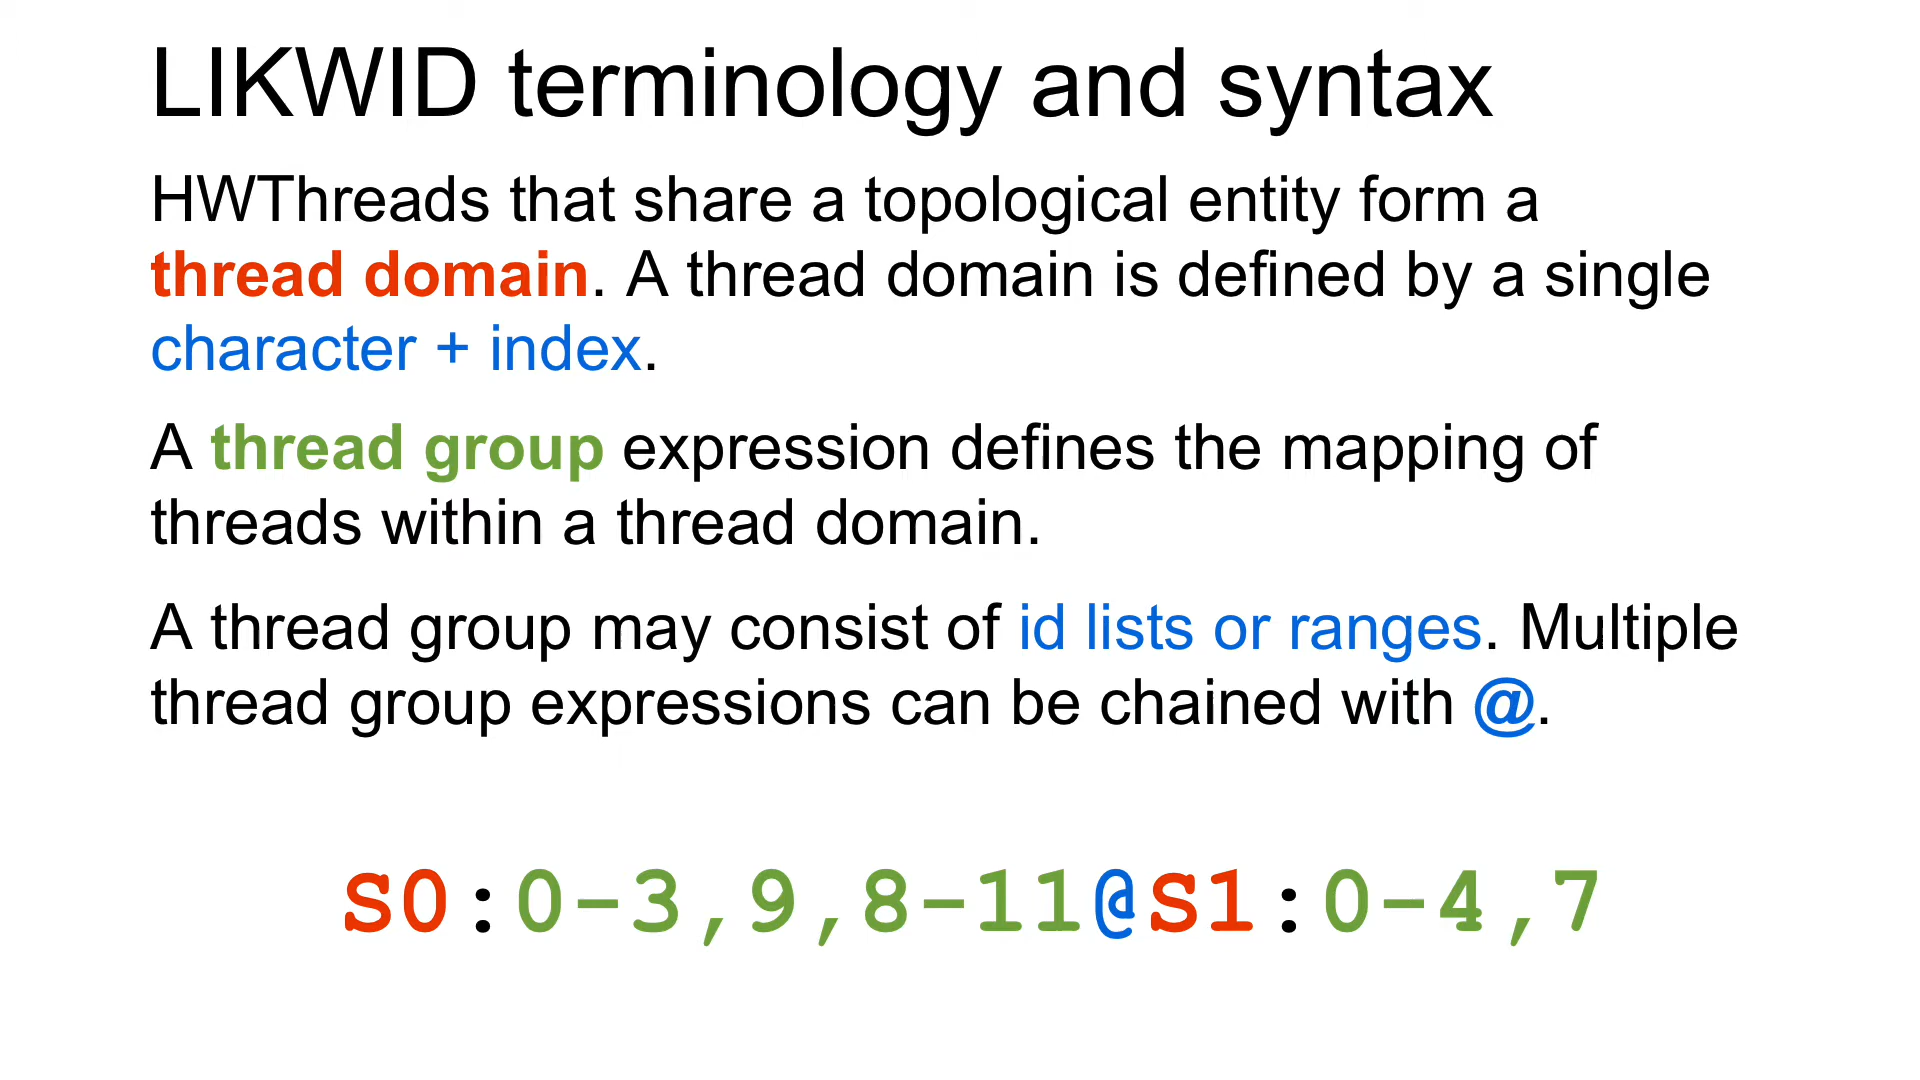 LIKWID terminology and syntax
HWThreads that share a topological entity form a
thread domain. A thread domain is defined by a single
character + index.
A thread group expression defines the mapping of
threads within a thread domain.
A thread group may consist of id lists or ranges. Multiple
thread group expressions can be chained with @.
S0:0-3,9,8-11@S1:0-4,7